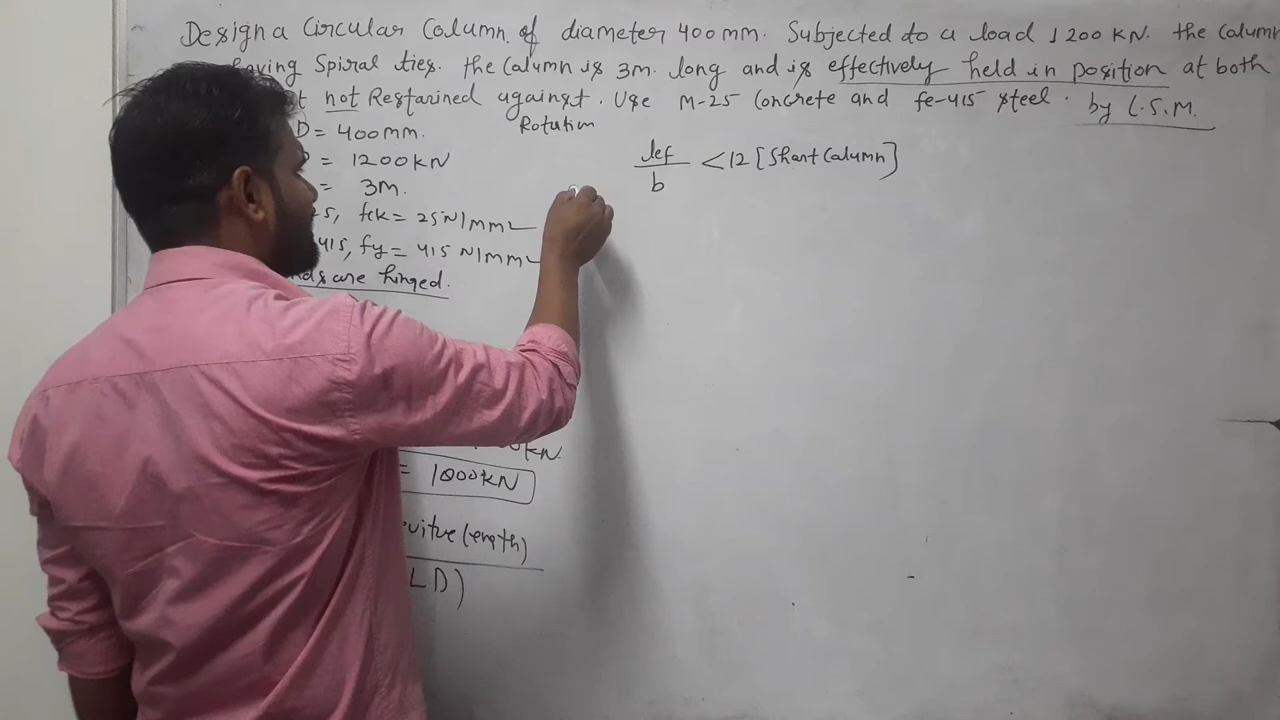 Design a Circular Column of diameter 400mm. Subjected to a load 1200 KN. the Column
having Spiral ties. the Column is 3m. long and is effectively held in position at both
not Restarined against. Use M-25 Concrete and fe-415 steel. by L.S.M.
Rotution
D = 400mm.
= 1200kN
= 3M.
fck = 25N/mm2
415, fy = 415 N/mm2
are hinged.
lef/b < 12 [Short Column]
kN.
= 1800kN
length)
LD)